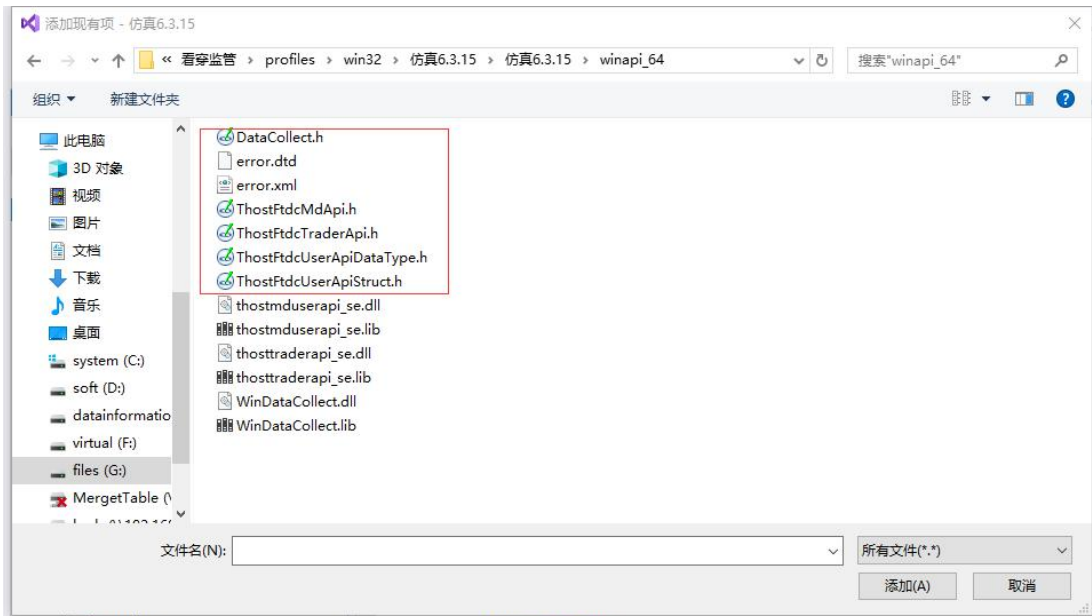 添加现有项 - 仿真6.3.15
« 看穿监管 › profiles › win32 › 仿真6.3.15 › 仿真6.3.15 › winapi_64
搜索"winapi_64"
组织 新建文件夹
此电脑
3D 对象
视频
图片
文档
下载
音乐
桌面
system (C:)
soft (D:)
datainformatio
virtual (F:)
files (G:)
MergetTable (\
DataCollect.h
error.dtd
error.xml
ThostFtdcMdApi.h
ThostFtdcTraderApi.h
ThostFtdcUserApiDataType.h
ThostFtdcUserApiStruct.h
thostmduserapi_se.dll
thostmduserapi_se.lib
thosttraderapi_se.dll
thosttraderapi_se.lib
WinDataCollect.dll
WinDataCollect.lib
文件名(N):
所有文件(*.*)
添加(A) 取消